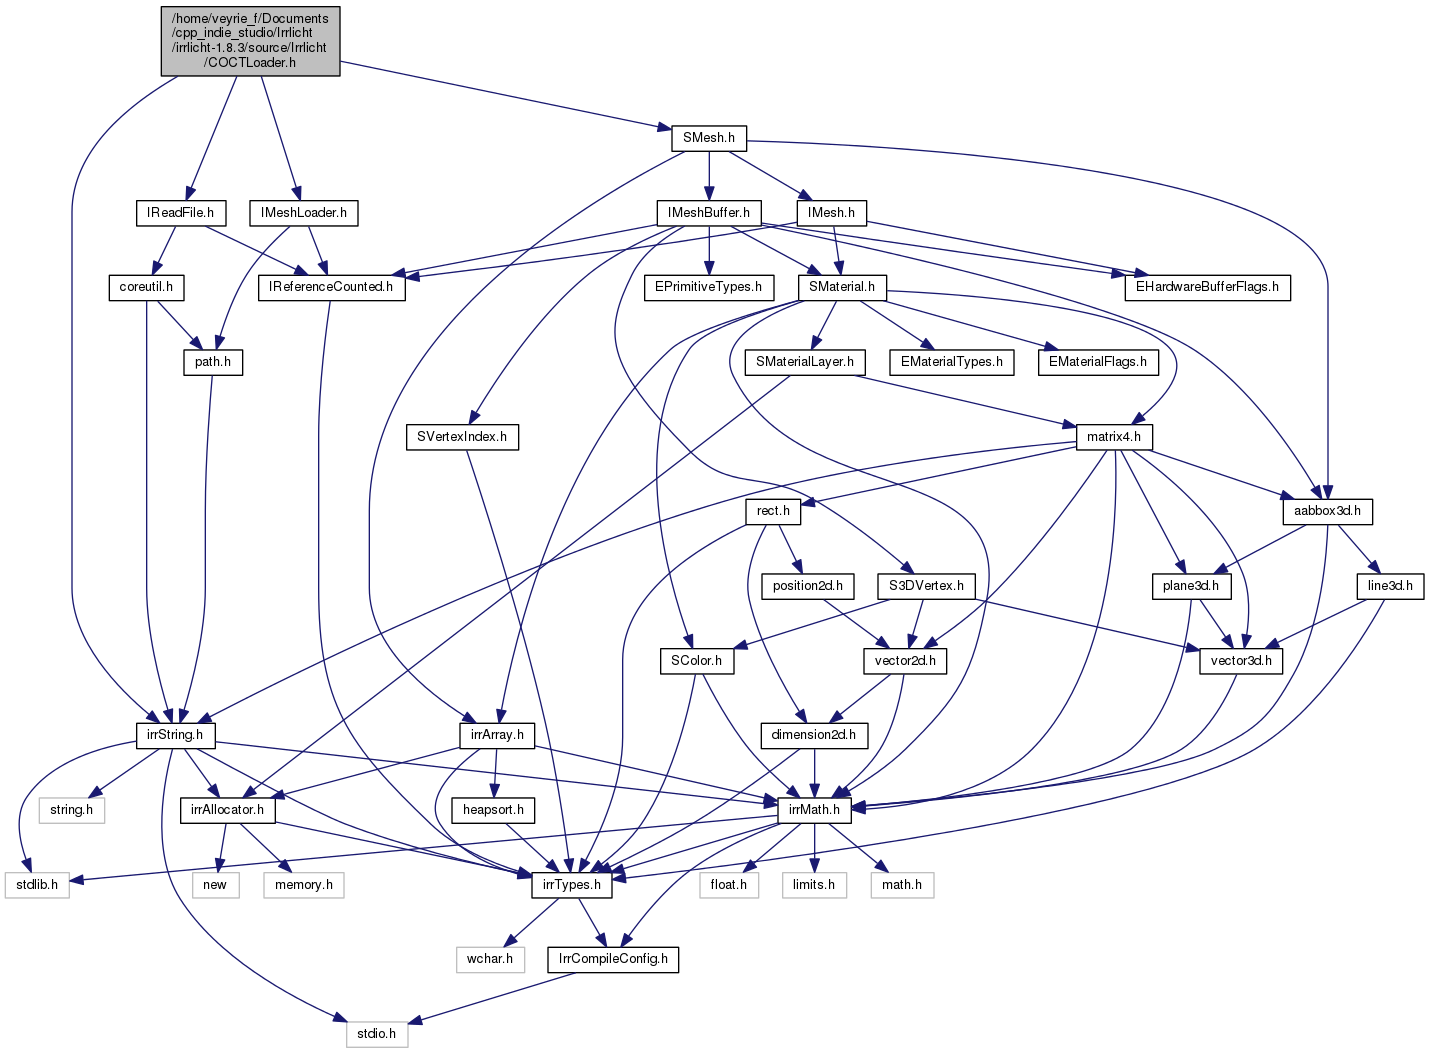 /home/veyrie_f/Documents
/cpp_indie_studio/Irrlicht
/irrlicht-1.8.3/source/Irrlicht
/COCTLoader.h
SMesh.h
IReadFile.h
IMeshLoader.h
IMeshBuffer.h
IMesh.h
coreutil.h
IReferenceCounted.h
EPrimitiveTypes.h
SMaterial.h
EHardwareBufferFlags.h
path.h
SMaterialLayer.h
EMaterialTypes.h
EMaterialFlags.h
SVertexIndex.h
matrix4.h
rect.h
aabbox3d.h
position2d.h
S3DVertex.h
plane3d.h
line3d.h
SColor.h
vector2d.h
vector3d.h
irrString.h
irrArray.h
dimension2d.h
string.h
irrAllocator.h
heapsort.h
irrMath.h
stdlib.h
new
memory.h
irrTypes.h
float.h
limits.h
math.h
wchar.h
IrrCompileConfig.h
stdio.h